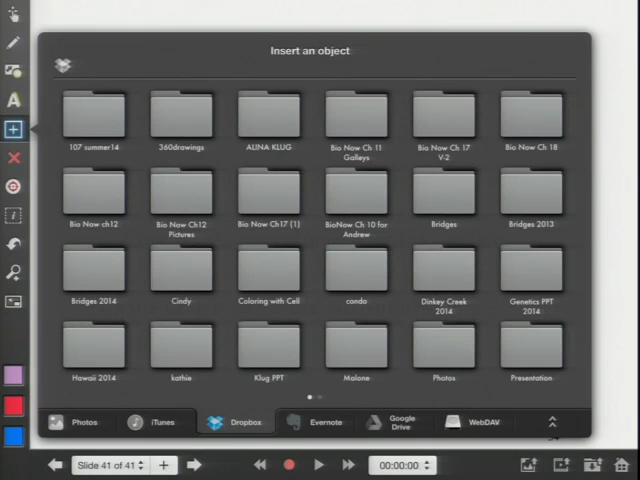 Insert an object
107 summer14
360drawings
ALINA KLUG
Bio Now Ch 11
Galleys
Bio Now Ch 17
V-2
Bio Now Ch 18
Bio Now ch12
Bio Now Ch12
Pictures
Bio Now Ch17 (1)
BioNow Ch 10 for
Andrew
Bridges
Bridges 2013
Bridges 2014
Cindy
Coloring with Cell
condo
Dinkey Creek
2014
Genetics PPT
2014
Hawaii 2014
kathie
Klug PPT
Malone
Photos
Presentation
Photos
iTunes
Dropbox
Evernote
Google
Drive
WebDAV
Slide 41 of 41
00:00:00